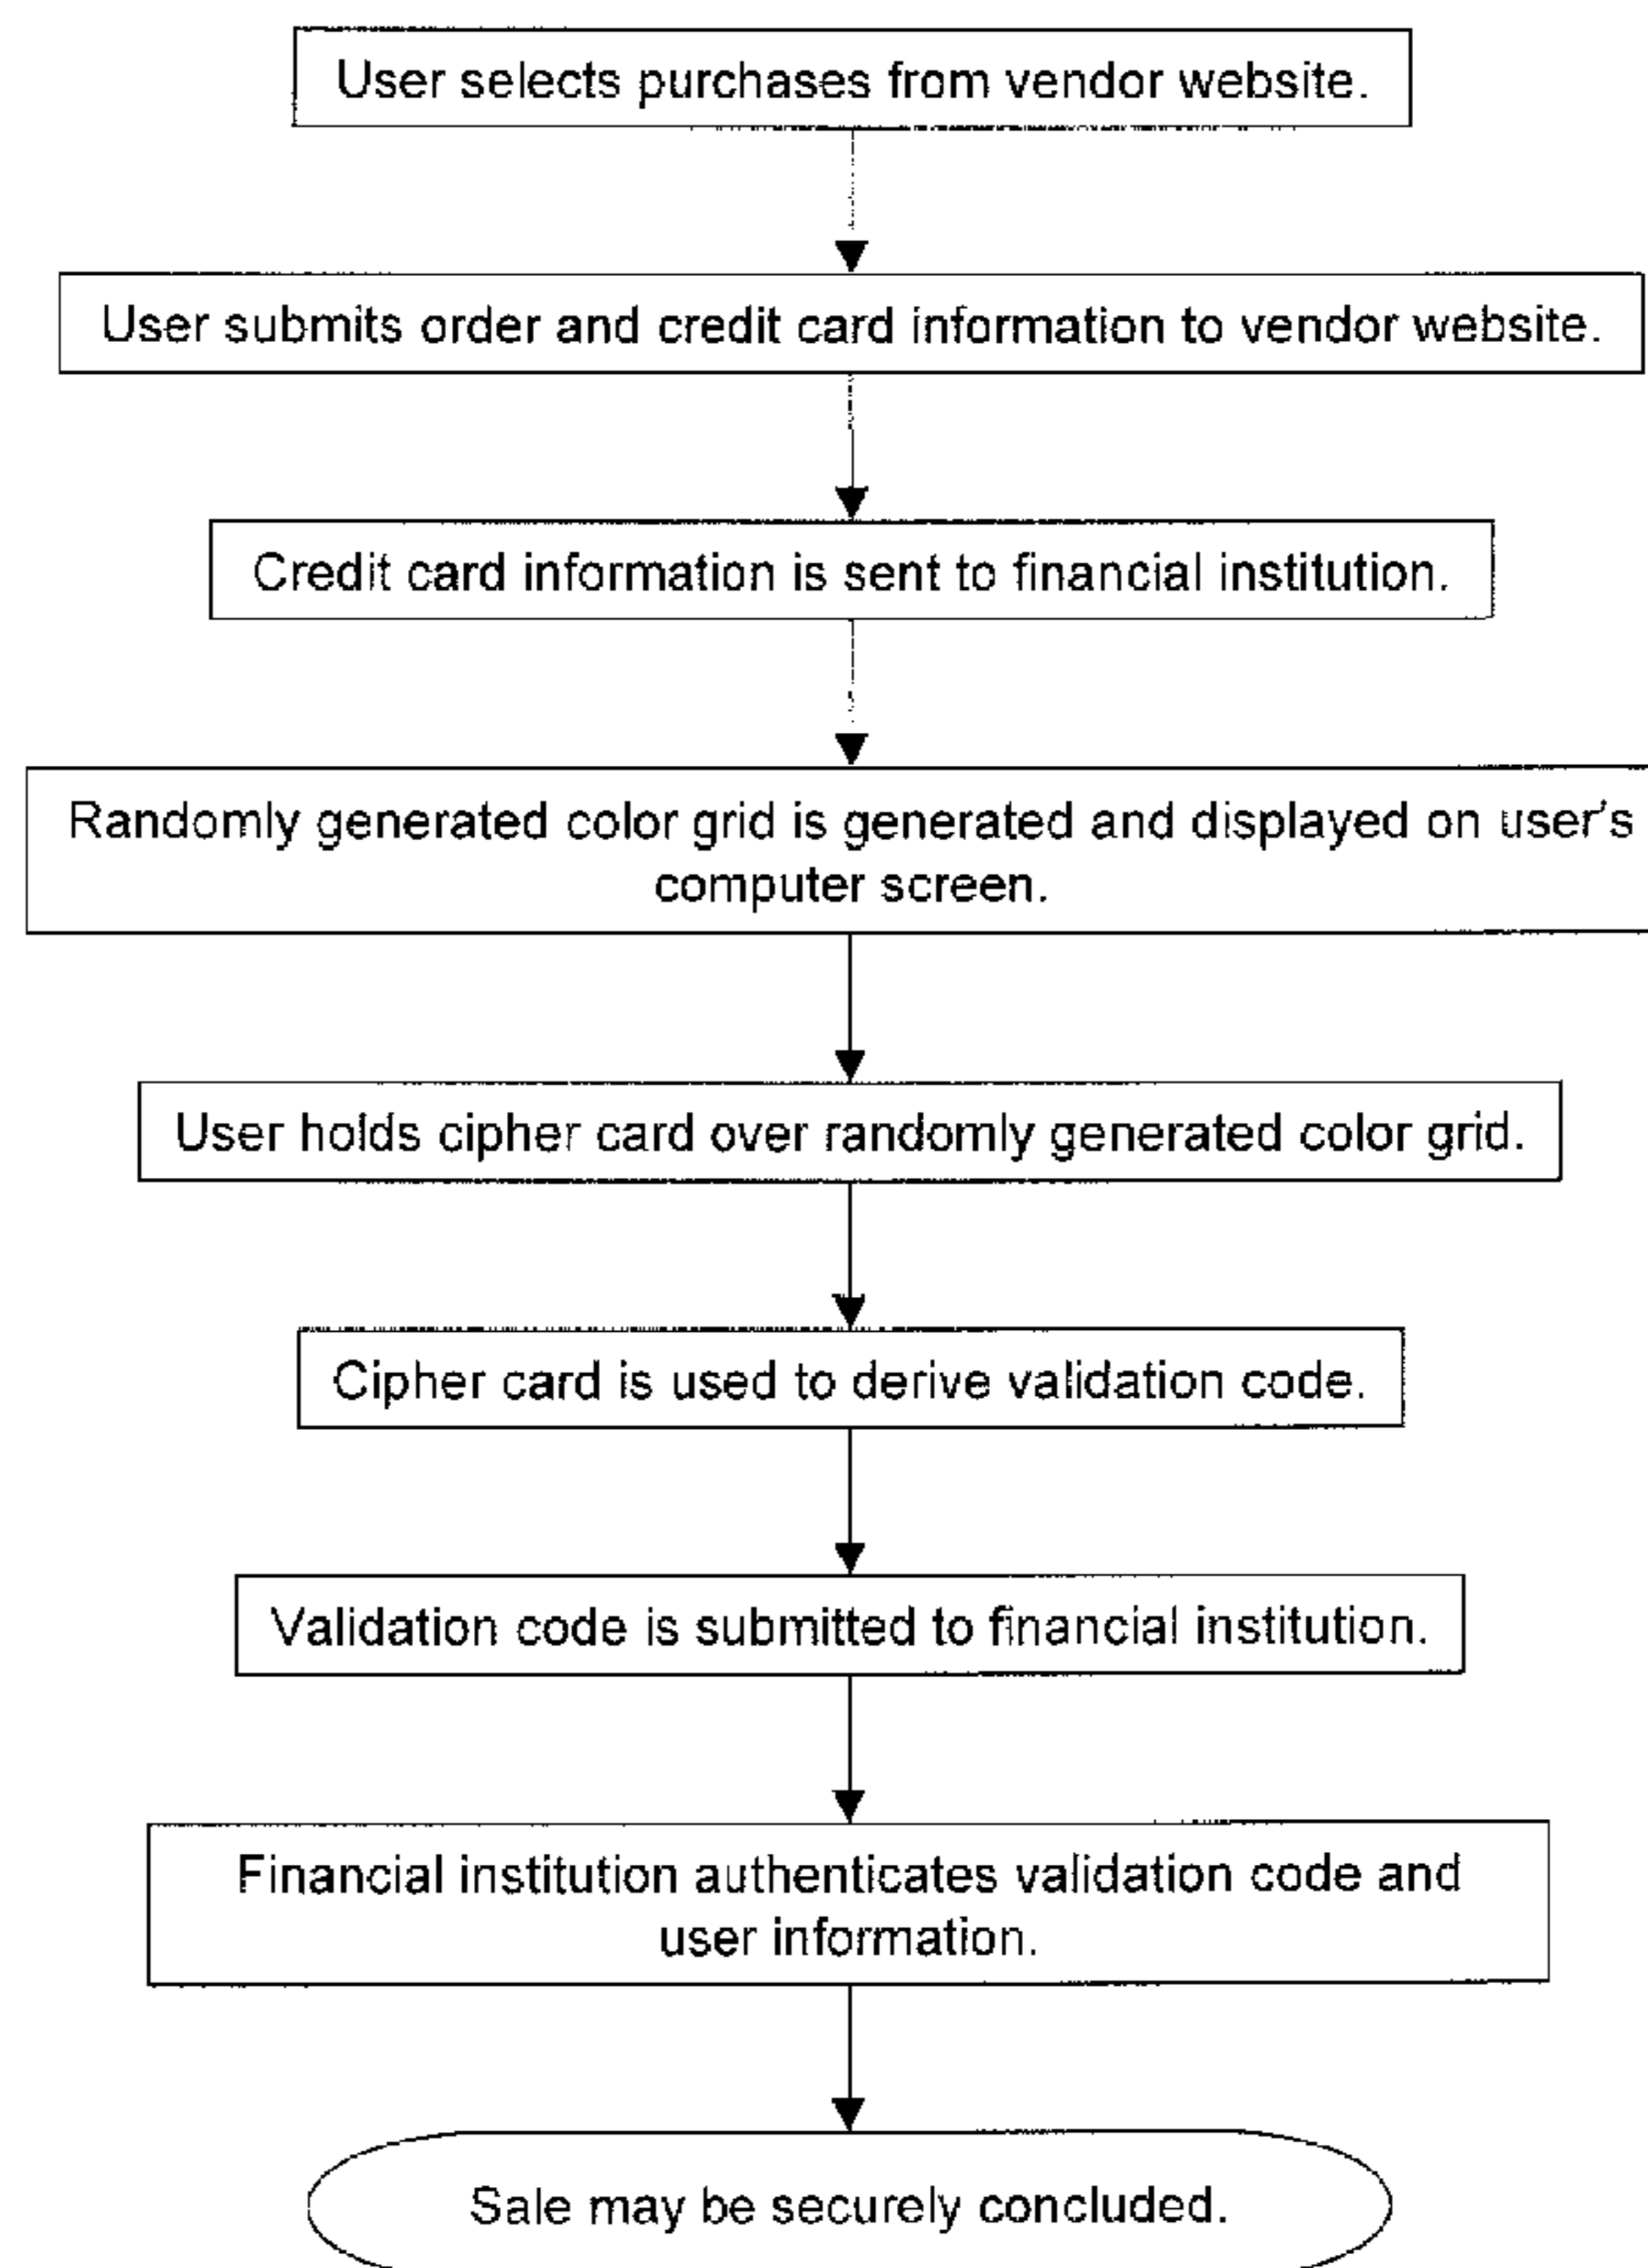 User selects purchases from vendor website.
User submits order and credit card information to vendor website.
Credit card information is sent to financial institution.
Randomly generated color grid is generated and displayed on user's
computer screen.
User holds cipher card over randomly generated color grid.
Cipher card is used to derive validation code.
Validation code is submitted to financial institution.
Financial institution authenticates validation code and
user information.
Sale may be securely concluded.